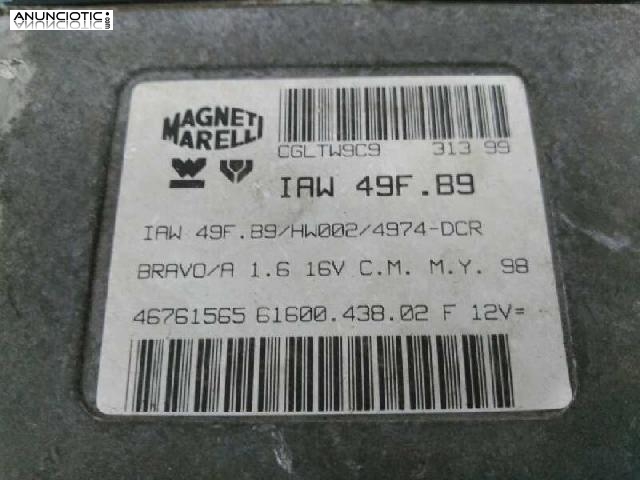 ANUNCIOTIC
.COM
MAGNETI
MARELLI
CGLTW9C9 313 99
IAW 49F.B9
IAW 49F.B9/HW002/4974-DCR
BRAVO/A 1.6 16V C.M. M.Y. 98
46761565 61600.438.02 F 12V=